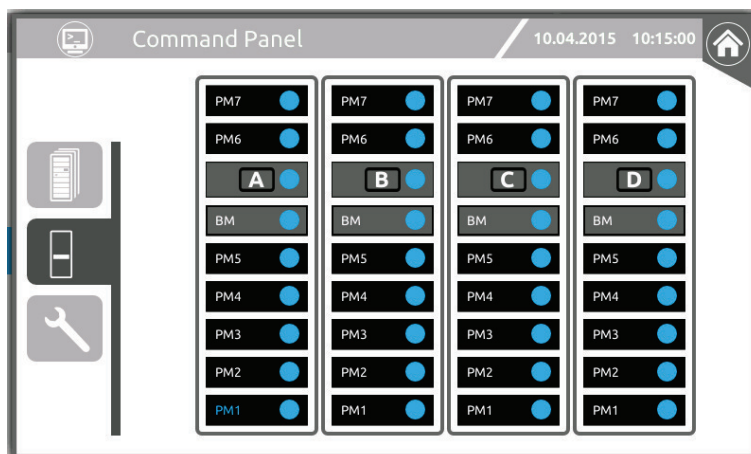 >_ Command Panel 10.04.2015 10:15:00
PM7 PM7 PM7 PM7
PM6 PM6 PM6 PM6
A B C D
BM BM BM BM
PM5 PM5 PM5 PM5
PM4 PM4 PM4 PM4
PM3 PM3 PM3 PM3
PM2 PM2 PM2 PM2
PM1 PM1 PM1 PM1